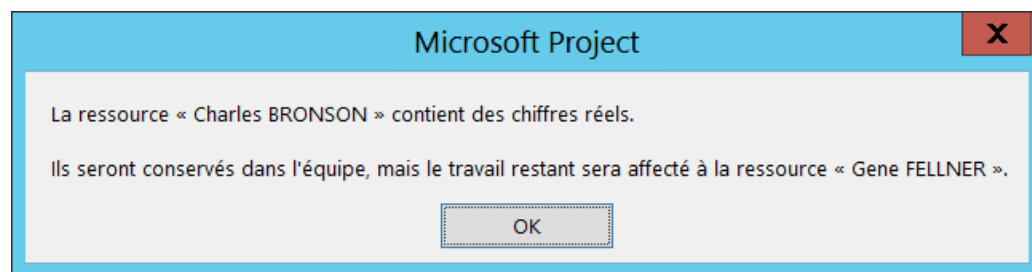 Microsoft Project
X
La ressource « Charles BRONSON » contient des chiffres réels.
Ils seront conservés dans l'équipe, mais le travail restant sera affecté à la ressource « Gene FELLNER ».
OK